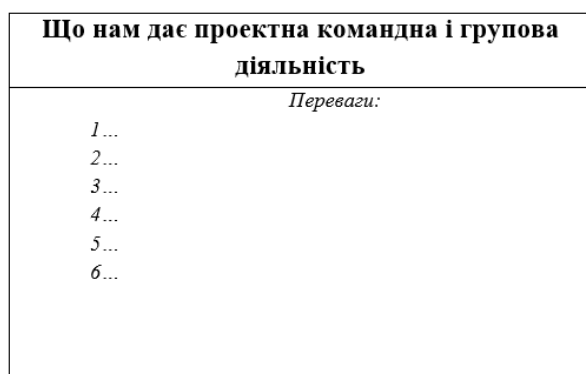 Що нам дає проектна командна і групова
діяльність
Переваги:
1…
2…
3…
4…
5…
6…